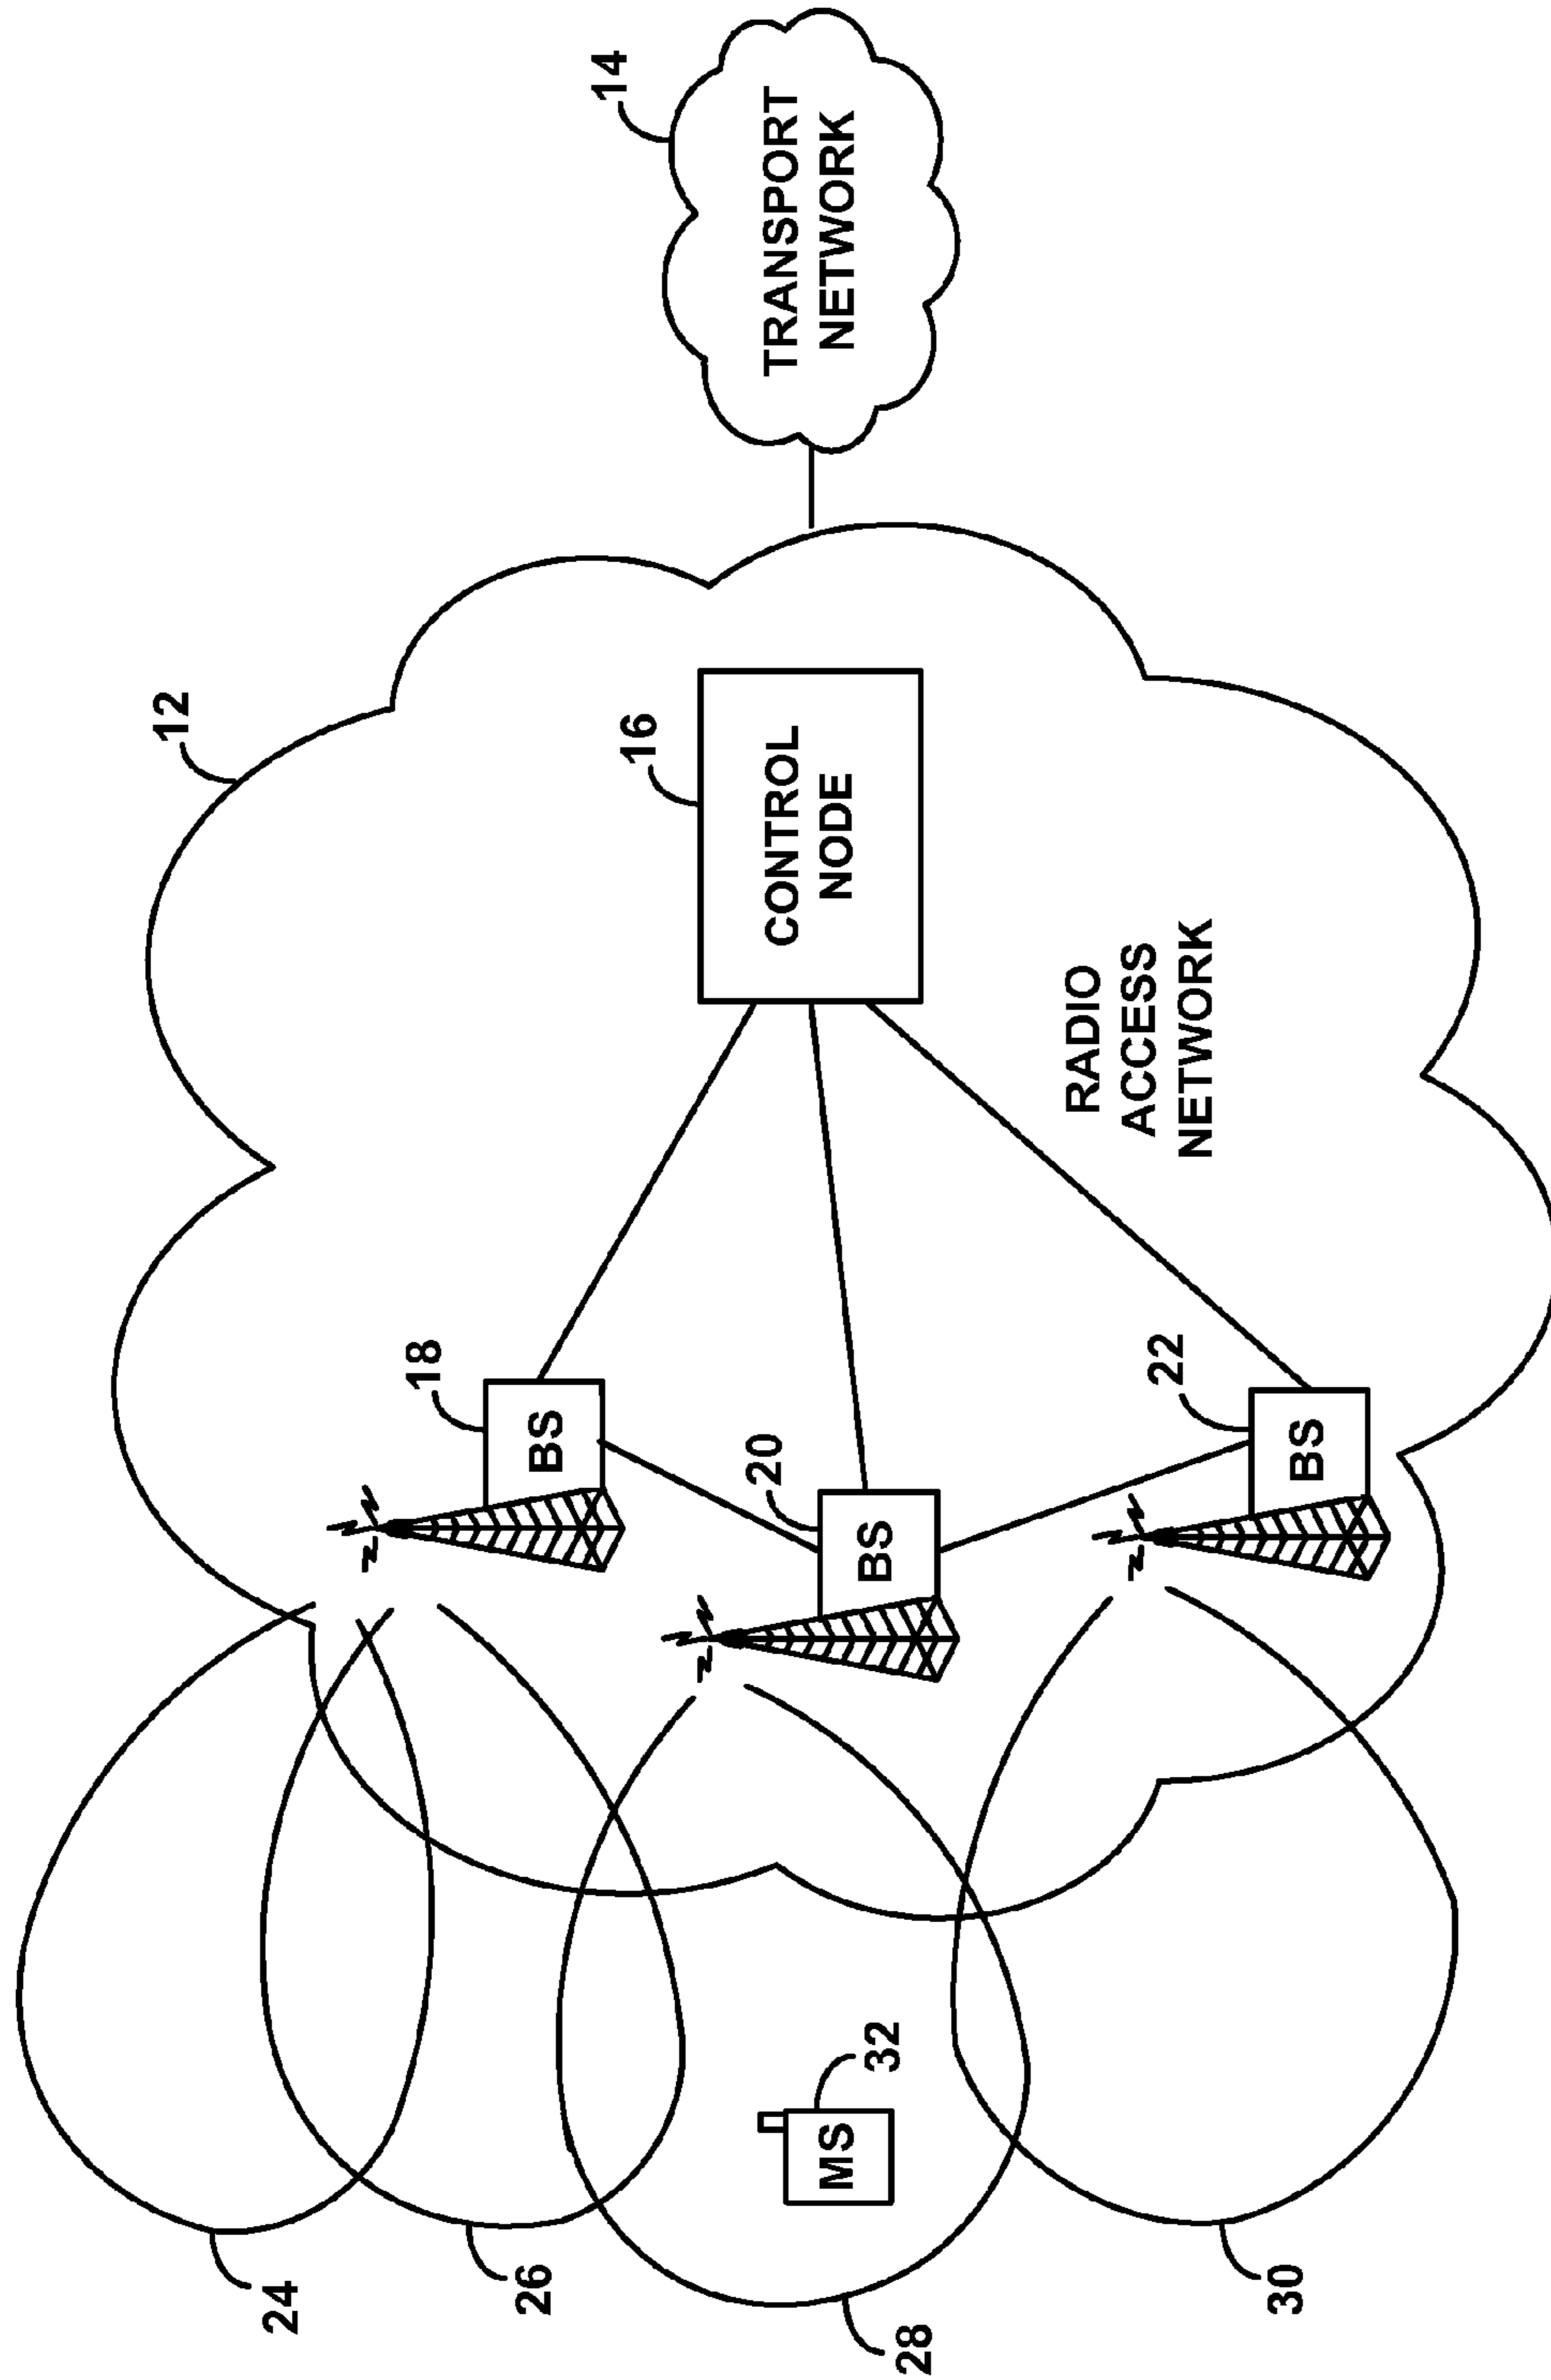 24
26
28
30
MS
32
18
BS
20
BS
22
BS
12
16
CONTROL
NODE
RADIO
ACCESS
NETWORK
14
TRANSPORT
NETWORK